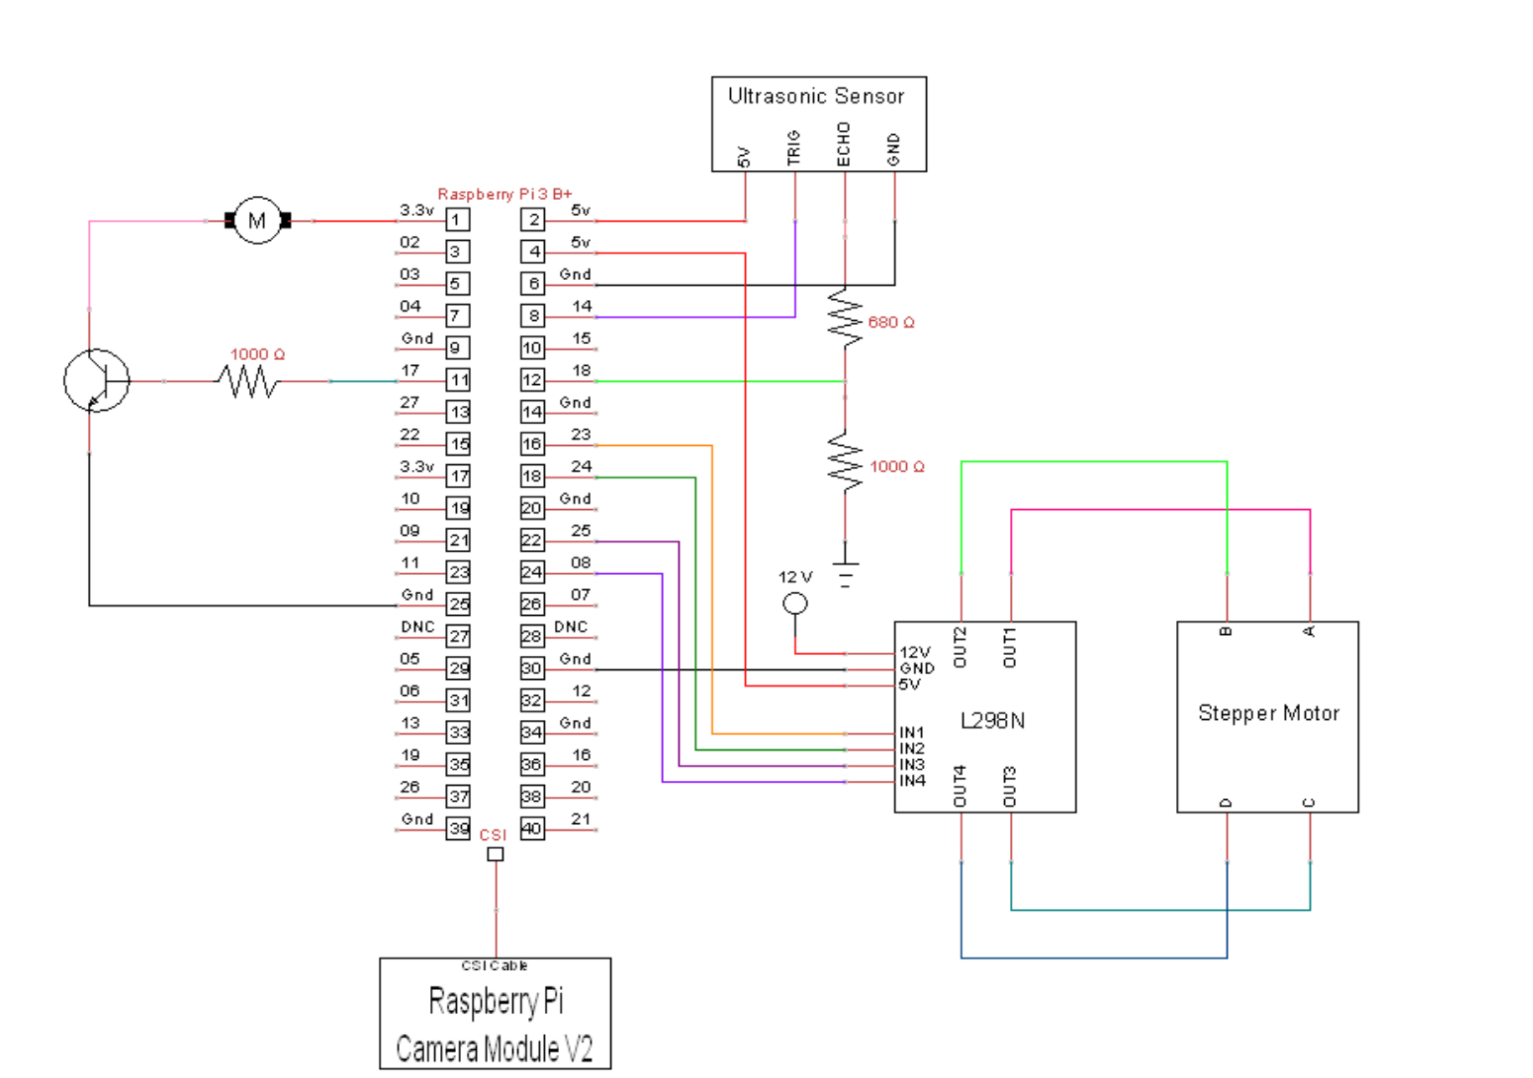 Ultrasonic Sensor
5V
TRIG
ECHO
GND
Raspberry Pi 3 B+
M
3.3v 1 2 5v
02 3 4 5v
03 5 6 Gnd
04 7 8 14
Gnd 9 10 15
17 11 12 18
27 13 14 Gnd
22 15 16 23
3.3v 17 18 24
10 19 20 Gnd
09 21 22 25
11 23 24 08
Gnd 25 26 07
DNC 27 28 DNC
05 29 30 Gnd
06 31 32 12
13 33 34 Gnd
19 35 36 16
26 37 38 20
Gnd 39 40 21
CSI
1000 Ω
680 Ω
1000 Ω
12 V
OUT2
OUT1
12V
GND
5V
L298N
IN1
IN2
IN3
IN4
OUT4
OUT3
B
A
Stepper Motor
D
C
CSI Cable
Raspberry Pi
Camera Module V2